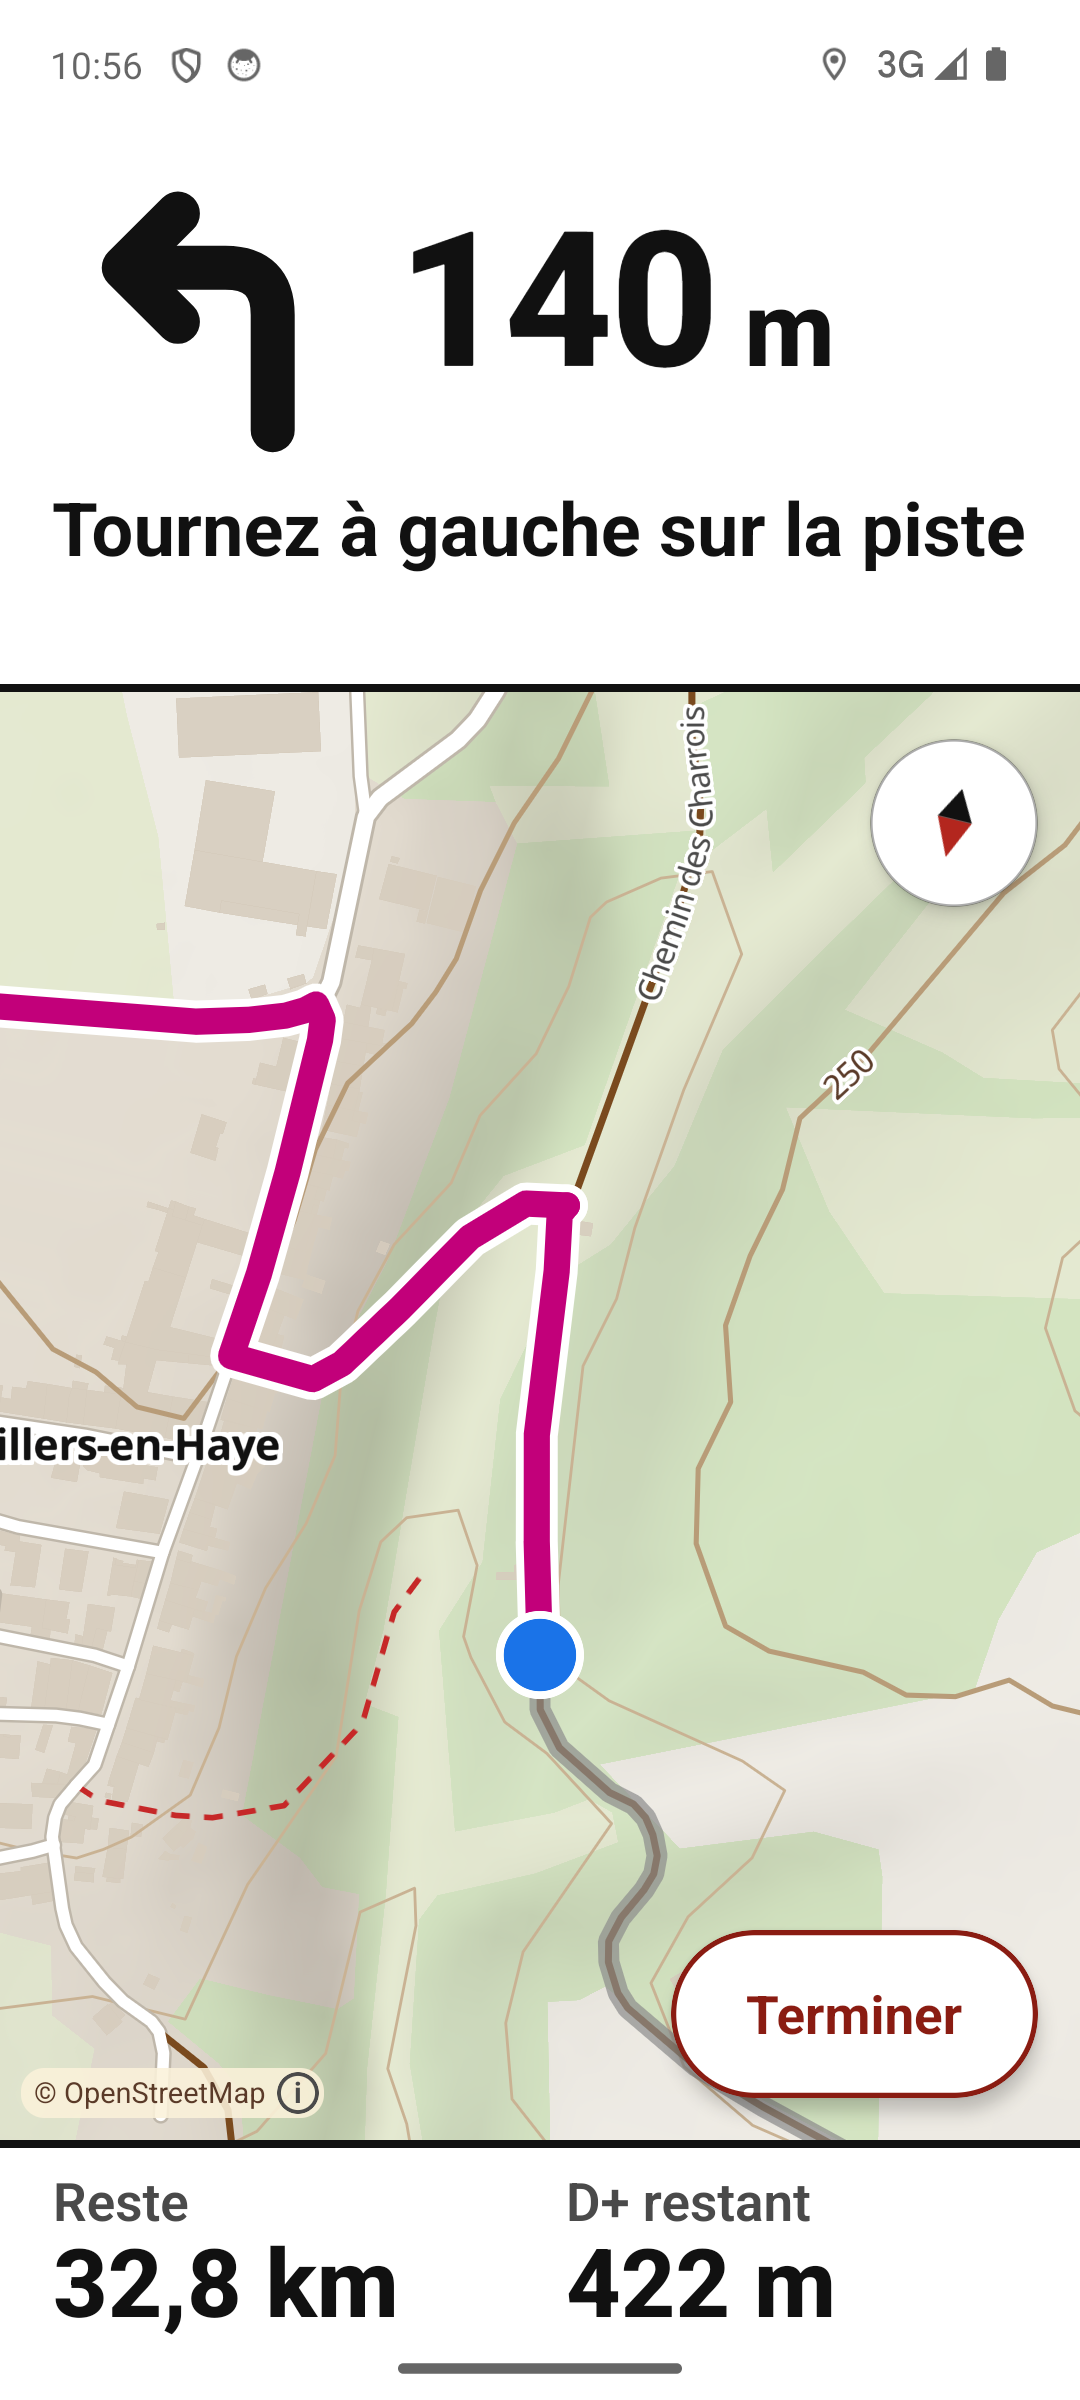 10:56
3G
140 m
Tournez à gauche sur la piste
Chemin des Charrois
250
illers-en-Haye
Terminer
© OpenStreetMap i
Reste
D+ restant
32,8 km
422 m